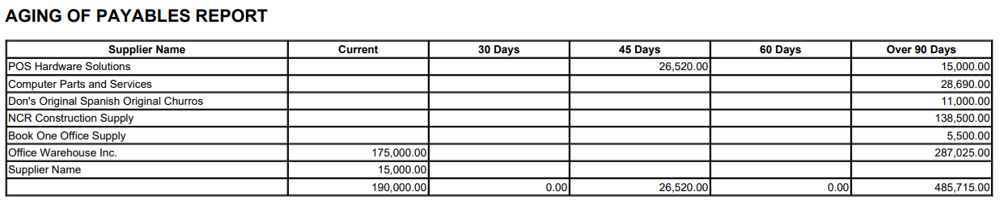 AGING OF PAYABLES REPORT
Supplier Name Current 30 Days 45 Days 60 Days Over 90 Days
POS Hardware Solutions 26,520.00 15,000.00
Computer Parts and Services 28,690.00
Don's Original Spanish Original Churros 11,000.00
NCR Construction Supply 138,500.00
Book One Office Supply 5,500.00
Office Warehouse Inc. 175,000.00 287,025.00
Supplier Name 15,000.00
190,000.00 0.00 26,520.00 0.00 485,715.00